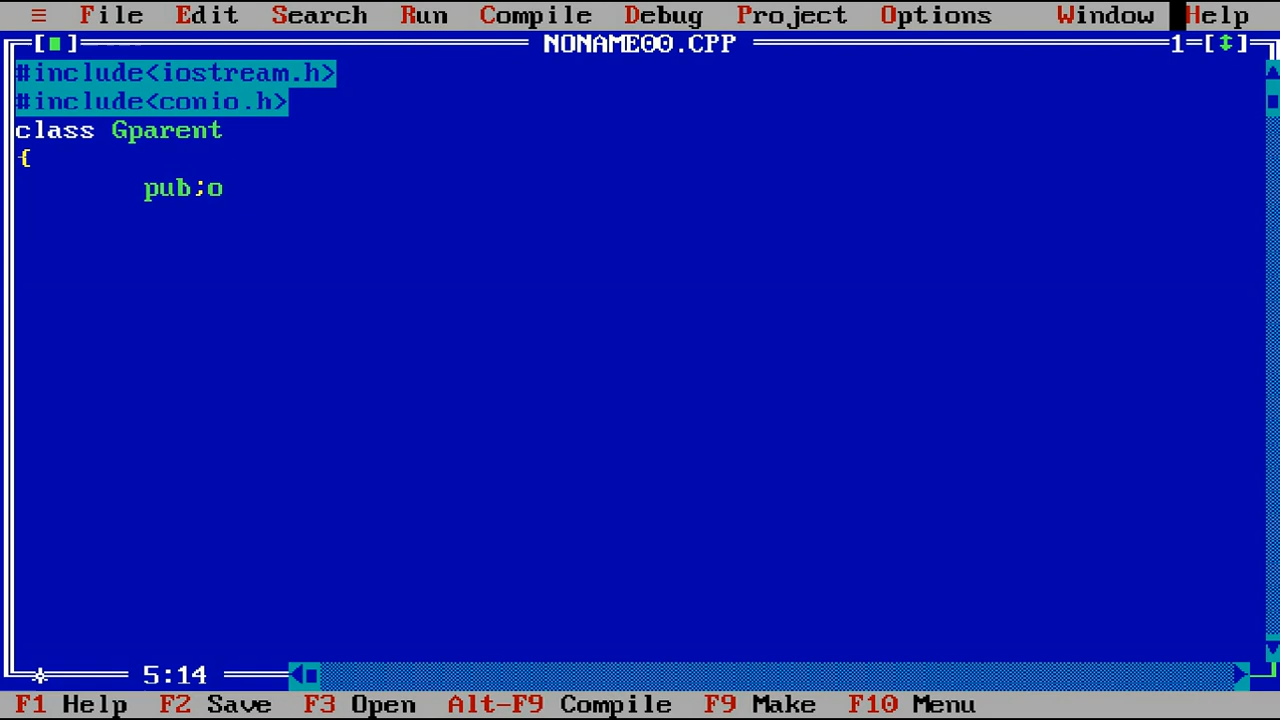 ≡ File Edit Search Run Compile Debug Project Options Window Help
[■] NONAME00.CPP 1=[↕]
#include<iostream.h>
#include<conio.h>
class Gparent
{
pub;o
5:14
F1 Help F2 Save F3 Open Alt-F9 Compile F9 Make F10 Menu